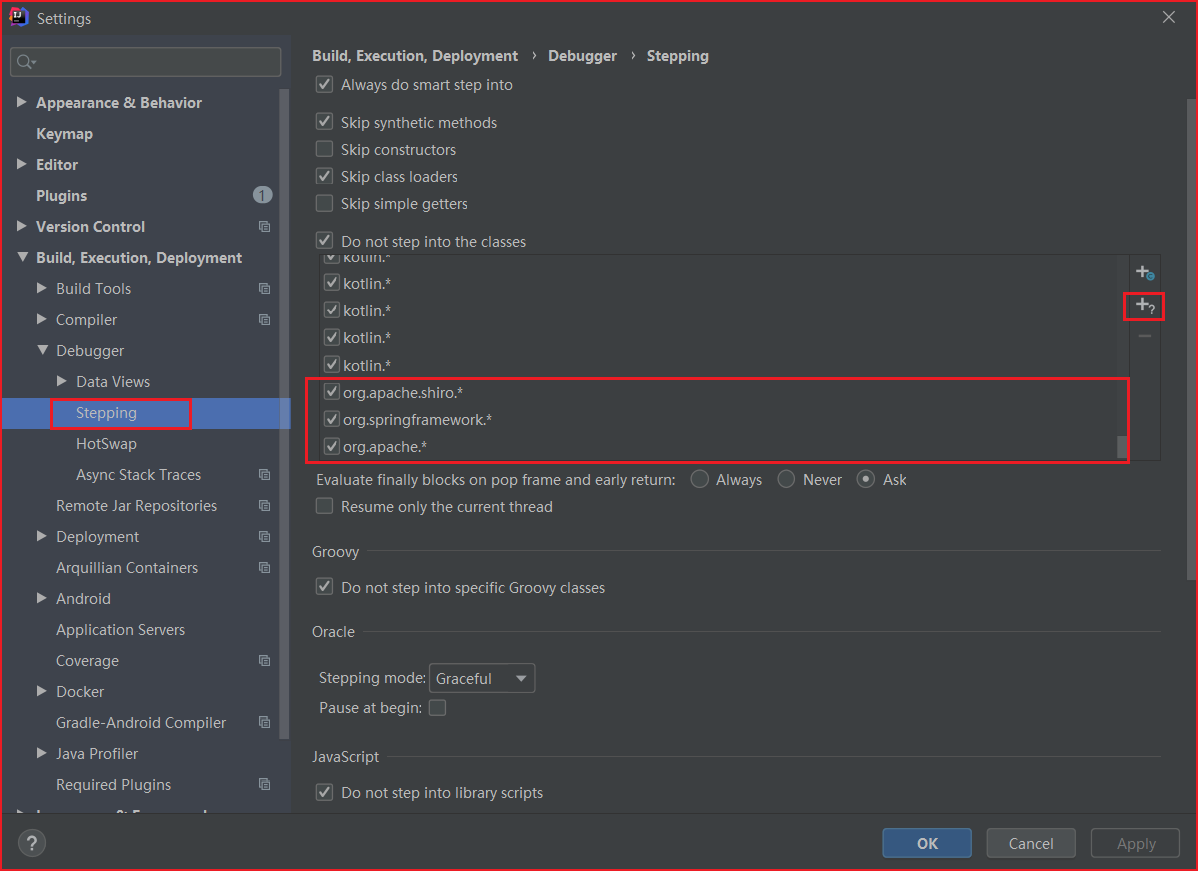 Settings
Appearance & Behavior
Keymap
Editor
Plugins 1
Version Control
Build, Execution, Deployment
Build Tools
Compiler
Debugger
Data Views
Stepping
HotSwap
Async Stack Traces
Remote Jar Repositories
Deployment
Arquillian Containers
Android
Application Servers
Coverage
Docker
Gradle-Android Compiler
Java Profiler
Required Plugins
Build, Execution, Deployment › Debugger › Stepping
Always do smart step into
Skip synthetic methods
Skip constructors
Skip class loaders
Skip simple getters
Do not step into the classes
kotlin.*
kotlin.*
kotlin.*
kotlin.*
kotlin.*
org.apache.shiro.*
org.springframework.*
org.apache.*
Evaluate finally blocks on pop frame and early return: Always Never Ask
Resume only the current thread
Groovy
Do not step into specific Groovy classes
Oracle
Stepping mode: Graceful
Pause at begin:
JavaScript
Do not step into library scripts
? OK Cancel Apply